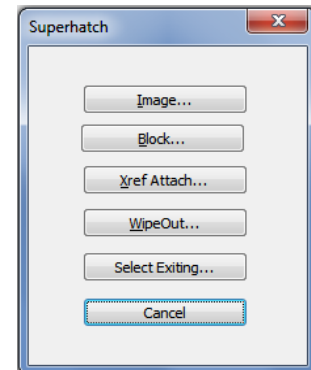 Superhatch
Image...
Block...
Xref Attach...
WipeOut...
Select Exiting...
Cancel